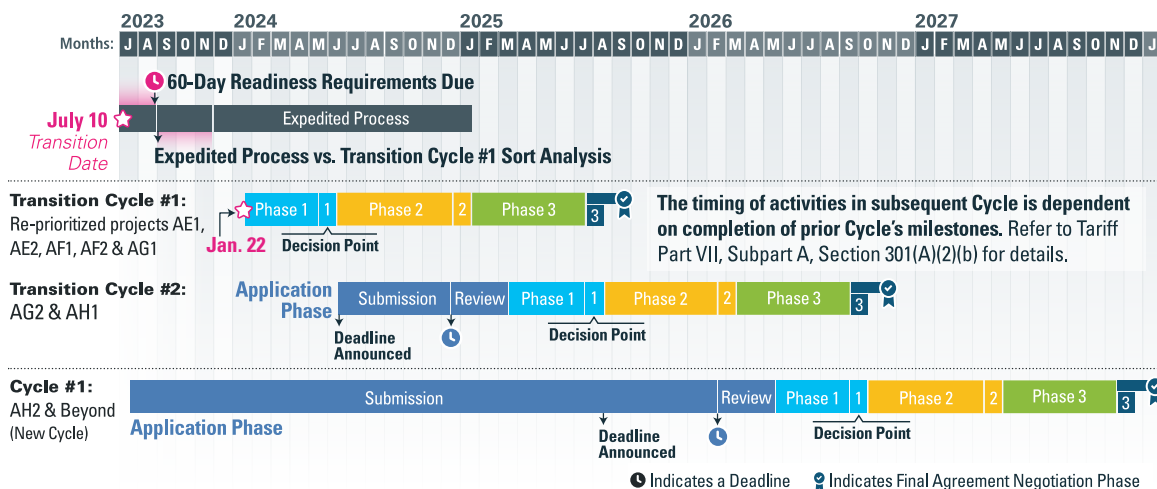 2023 2024 2025 2026 2027
Months: J A S O N D J F M A M J J A S O N D J F M A M J J A S O N D J F M A M J J A S O N D J F M A M J J A S O N D J
60-Day Readiness Requirements Due
July 10
Transition
Date
Expedited Process
Expedited Process vs. Transition Cycle #1 Sort Analysis
Transition Cycle #1:
Re-prioritized projects AE1,
AE2, AF1, AF2 & AG1
Jan. 22
Phase 1 1 Phase 2 2 Phase 3 3
Decision Point
The timing of activities in subsequent Cycle is dependent
on completion of prior Cycle's milestones. Refer to Tariff
Part VII, Subpart A, Section 301(A)(2)(b) for details.
Transition Cycle #2:
AG2 & AH1
Application
Phase
Submission Review Phase 1 1 Phase 2 2 Phase 3 3
Deadline
Announced
Decision Point
Cycle #1:
AH2 & Beyond
(New Cycle)
Submission Review Phase 1 1 Phase 2 2 Phase 3 3
Application Phase
Deadline
Announced
Decision Point
Indicates a Deadline
Indicates Final Agreement Negotiation Phase